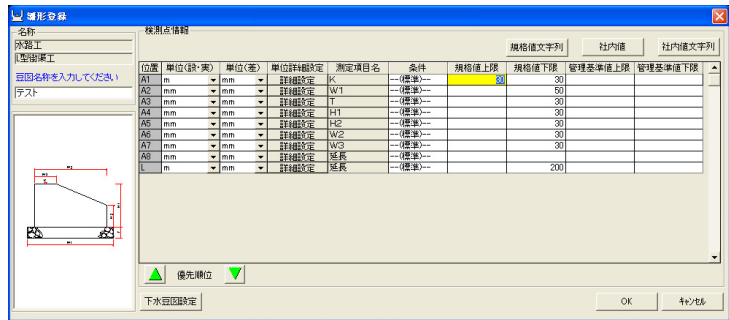 雛形登録
名称
水路工
L型擁壁工
豆図名称を入力してください
テスト
検測点情報
規格値文字列 社内値 社内値文字列
位置 単位(設・実) 単位(差) 単位詳細設定 測定項目名 条件 規格値上限 規格値下限 管理基準値上限 管理基準値下限
A1 m mm 詳細設定 K --(標準)-- 30 30
A2 mm mm 詳細設定 W1 --(標準)-- 50
A3 mm mm 詳細設定 T --(標準)-- 30
A4 mm mm 詳細設定 H1 --(標準)-- 30
A5 mm mm 詳細設定 H2 --(標準)-- 30
A6 mm mm 詳細設定 W2 --(標準)-- 30
A7 mm mm 詳細設定 W3 --(標準)-- 30
A8 mm mm 詳細設定 延長 --(標準)--
L m mm 詳細設定 延長 --(標準)-- 200
優先順位
下水豆図設定 OK キャンセル